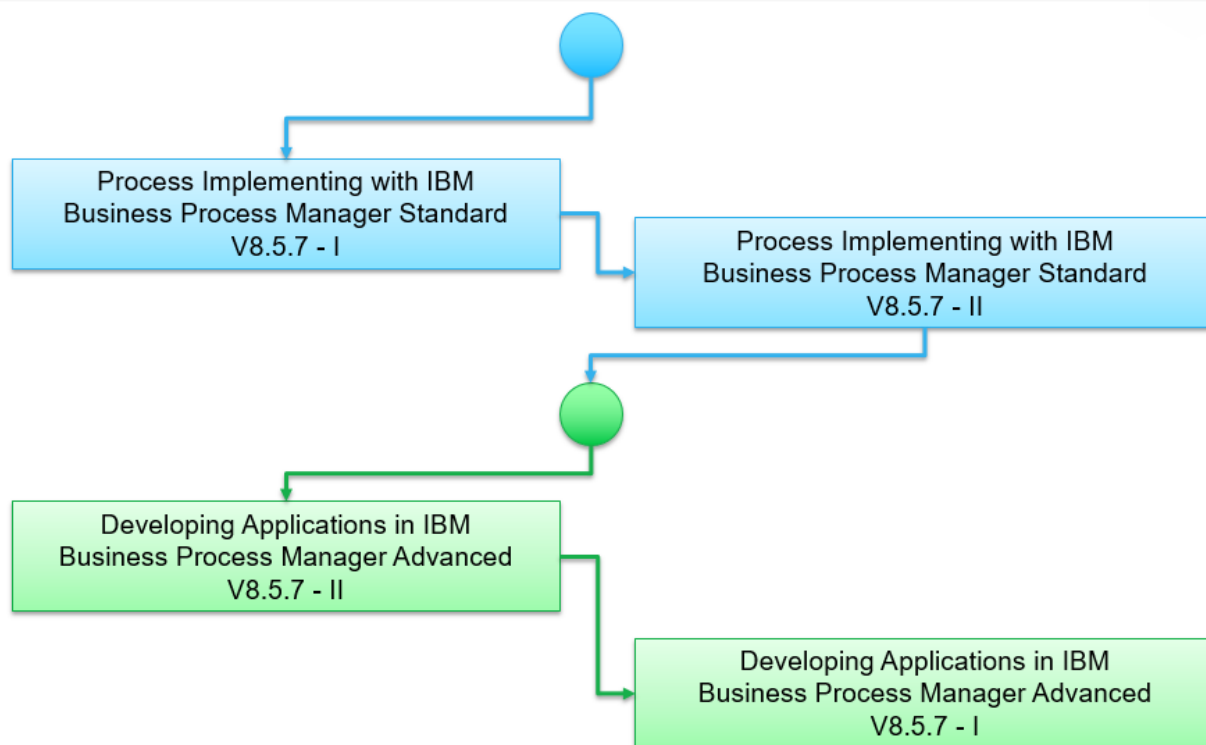 Process Implementing with IBM
Business Process Manager Standard
V8.5.7 - I
Process Implementing with IBM
Business Process Manager Standard
V8.5.7 - II
Developing Applications in IBM
Business Process Manager Advanced
V8.5.7 - II
Developing Applications in IBM
Business Process Manager Advanced
V8.5.7 - I